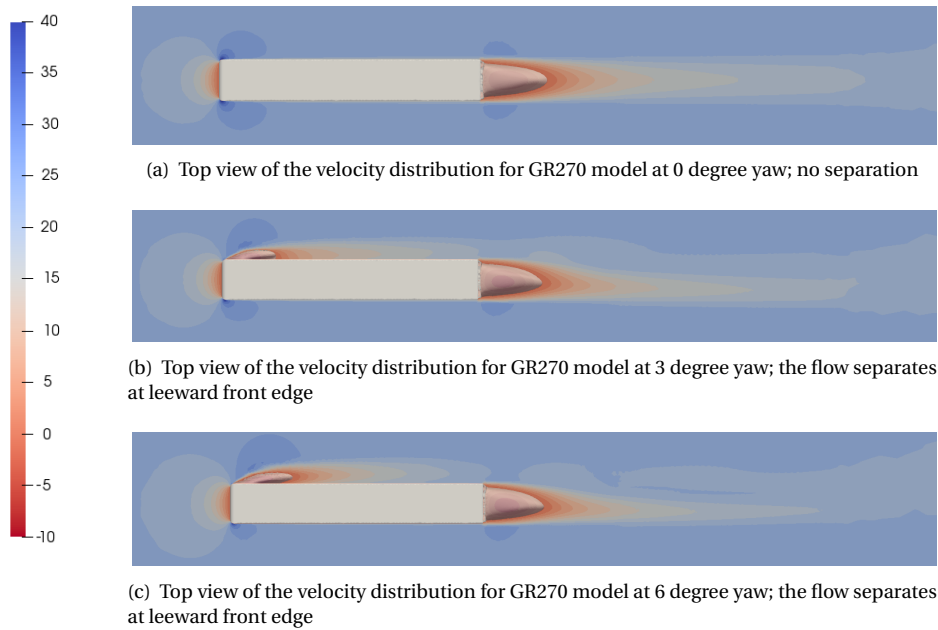 40
35
30
25
20
15
10
5
0
-5
-10
(a) Top view of the velocity distribution for GR270 model at 0 degree yaw; no separation
(b) Top view of the velocity distribution for GR270 model at 3 degree yaw; the flow separates
at leeward front edge
(c) Top view of the velocity distribution for GR270 model at 6 degree yaw; the flow separates
at leeward front edge